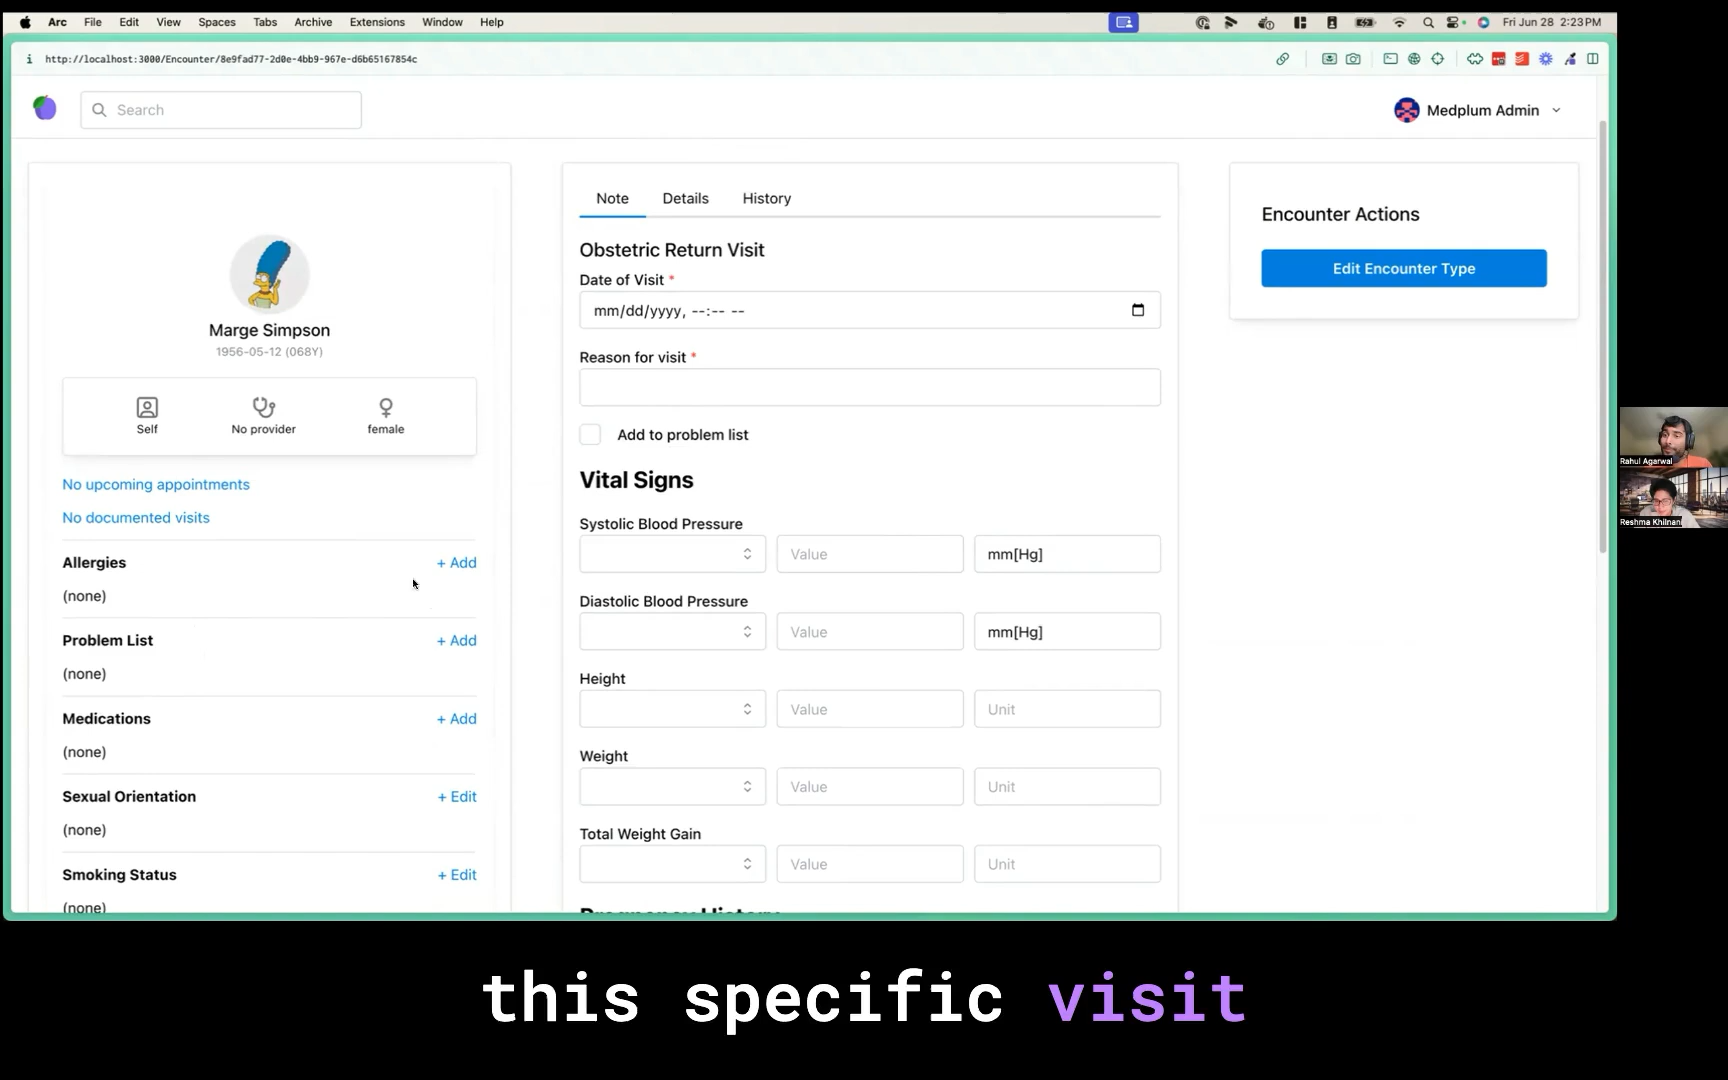 Arc File Edit View Spaces Tabs Archive Extensions Window Help Fri Jun 28 2:23PM
http://localhost:3000/Encounter/8e9fad77-2d0e-4bb9-967e-d6b65167854c
Search
Medplum Admin
Marge Simpson
1956-05-12 (068Y)
Self No provider female
No upcoming appointments
No documented visits
Allergies + Add
(none)
Problem List + Add
(none)
Medications + Add
(none)
Sexual Orientation + Edit
(none)
Smoking Status + Edit
(none)
Note Details History
Obstetric Return Visit
Date of Visit *
mm/dd/yyyy, --:-- --
Reason for visit *
Add to problem list
Vital Signs
Systolic Blood Pressure
Value mm[Hg]
Diastolic Blood Pressure
Value mm[Hg]
Height
Value Unit
Weight
Value Unit
Total Weight Gain
Value Unit
Pregnancy History
Encounter Actions
Edit Encounter Type
Rahul Agarwal
Reshma Khilnani
this specific visit